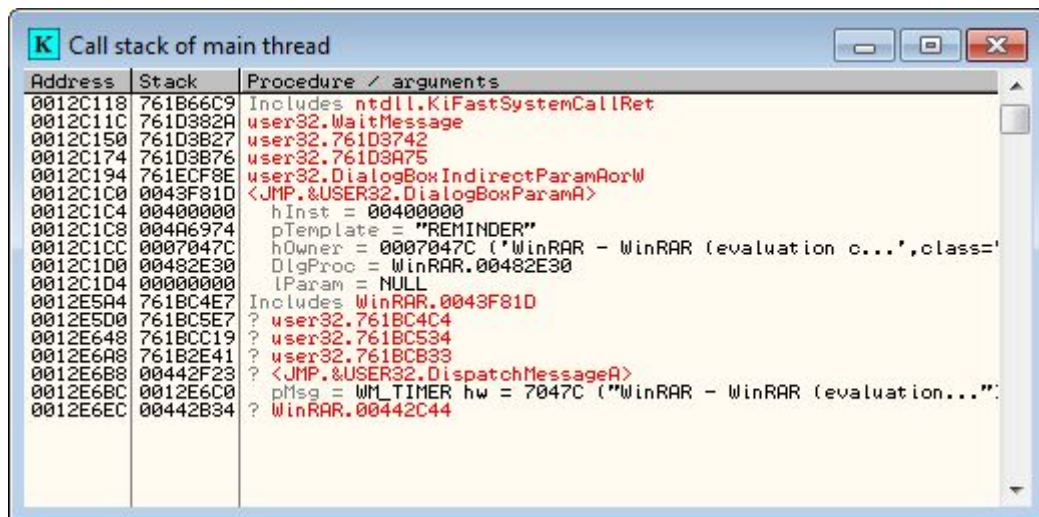 K Call stack of main thread
Address Stack Procedure / arguments
0012C118 761B66C9 Includes ntdll.KiFastSystemCallRet
0012C11C 761D382A user32.WaitMessage
0012C150 761D3B27 user32.761D3742
0012C174 761D3B76 user32.761D3A75
0012C194 761ECF8E user32.DialogBoxIndirectParamAorW
0012C1C0 0043F81D <JMP.&USER32.DialogBoxParamA>
0012C1C4 00400000 hInst = 00400000
0012C1C8 004A6974 pTemplate = "REMINDER"
0012C1CC 0007047C hOwner = 0007047C ('WinRAR - WinRAR (evaluation c...',class='
0012C1D0 00482E30 DlgProc = WinRAR.00482E30
0012C1D4 00000000 lParam = NULL
0012E5A4 761BC4E7 Includes WinRAR.0043F81D
0012E5D0 761BC5E7 ? user32.761BC4C4
0012E648 761BCC19 ? user32.761BC534
0012E6A8 761B2E41 ? user32.761BCB33
0012E6B8 00442F23 ? <JMP.&USER32.DispatchMessageA>
0012E6BC 0012E6C0 pMsg = WM_TIMER hw = 7047C ("WinRAR - WinRAR (evaluation...")
0012E6EC 00442B34 ? WinRAR.00442C44